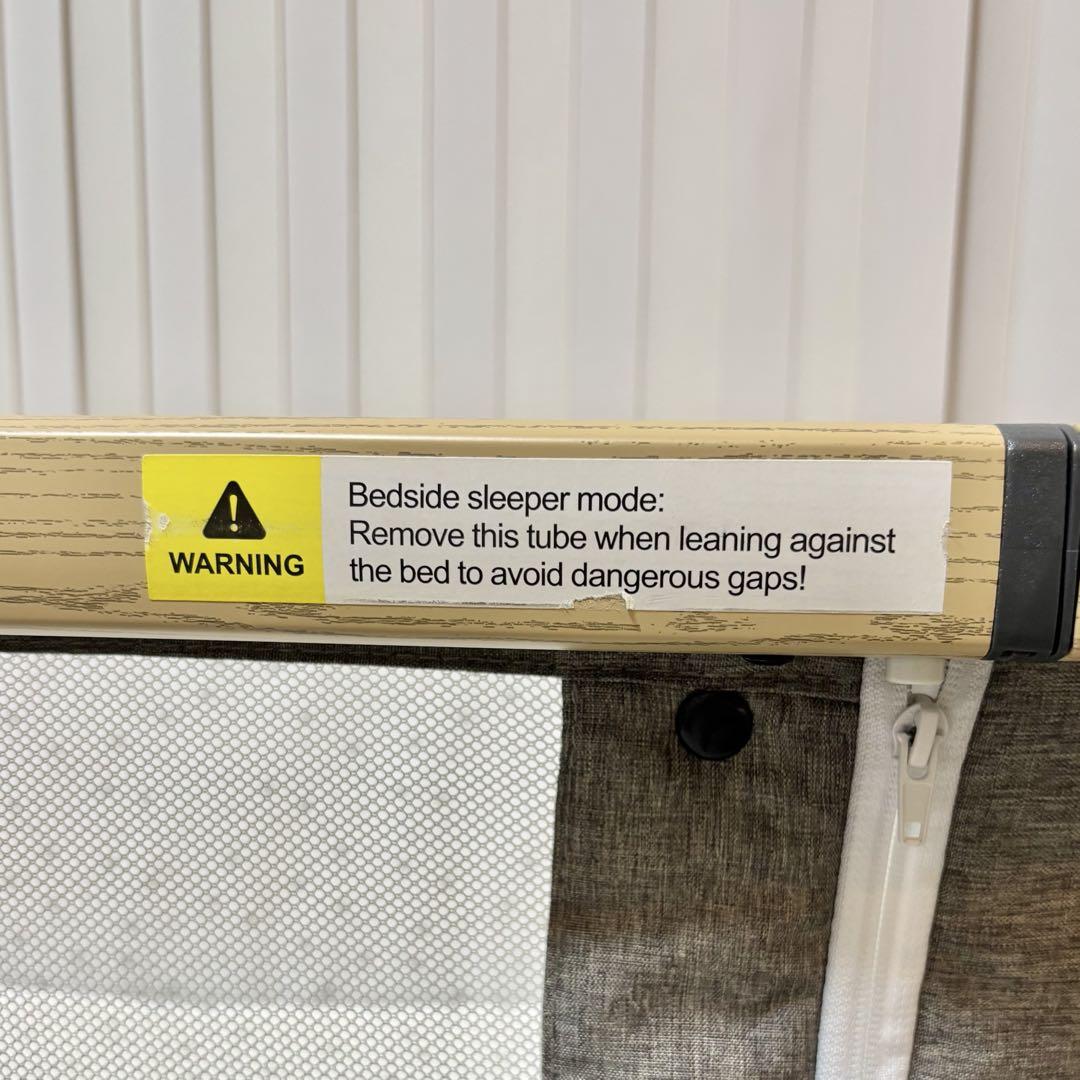 WARNING
Bedside sleeper mode:
Remove this tube when leaning against
the bed to avoid dangerous gaps!